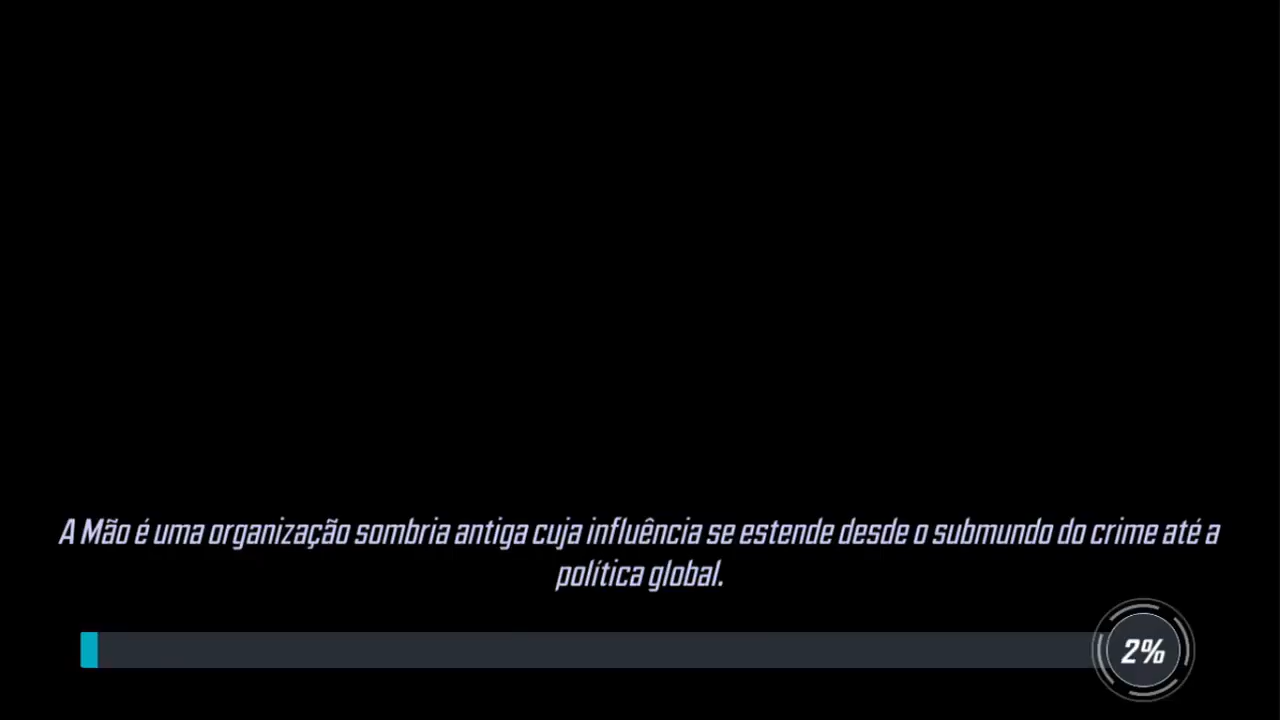 A Mão é uma organização sombria antiga cuja influência se estende desde o submundo do crime até a
política global.
2%